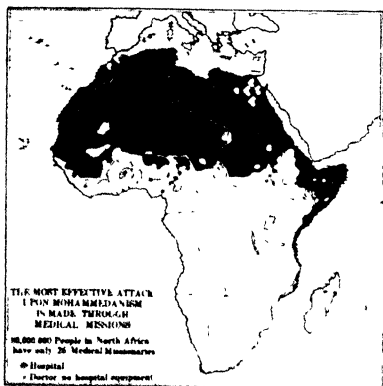 THE MOST EFFECTIVE ATTACK
UPON MOHAMMEDANISM
IS MADE THROUGH
MEDICAL MISSIONS
People in North Africa
have only 26 Medical Missionaries
Hospital
Doctor no hospital equipment